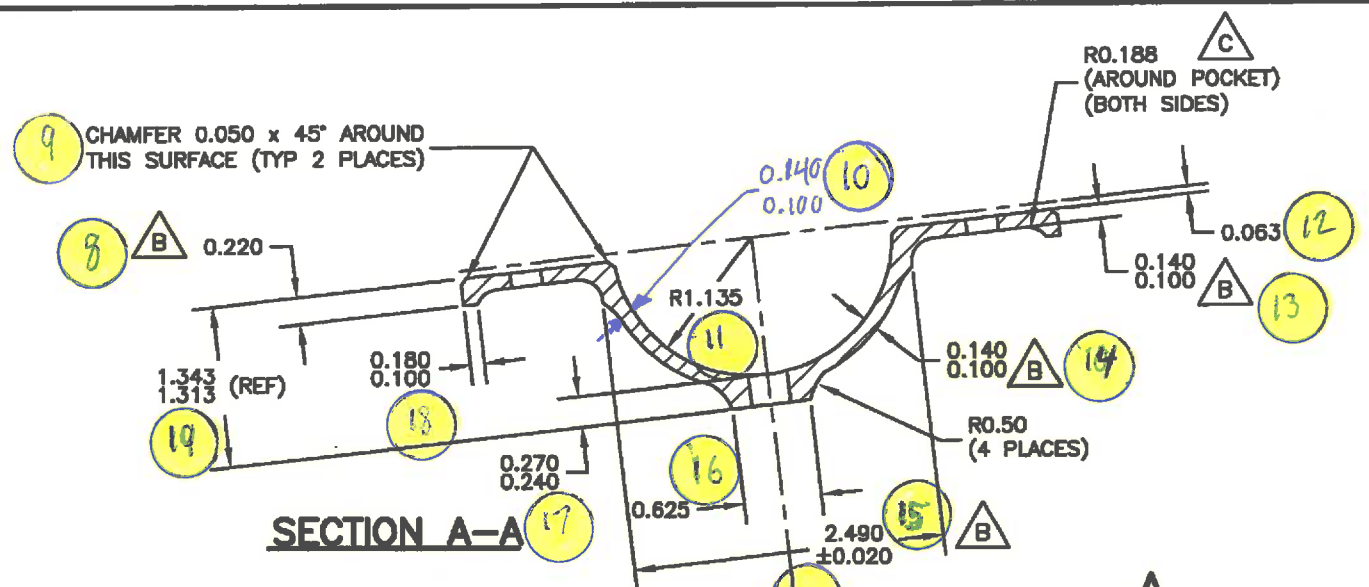 C
R0.188
(AROUND POCKET)
(BOTH SIDES)
9
CHAMFER 0.050 x 45° AROUND
THIS SURFACE (TYP 2 PLACES)
0.140
0.100
10
8
B
0.220
0.063
12
0.140
0.100
B
13
R1.135
11
0.140
0.100
B
14
1.343
1.313
(REF)
19
0.180
0.100
18
R0.50
(4 PLACES)
0.270
0.240
17
16
0.625
2.490
±0.020
15
B
SECTION A-A